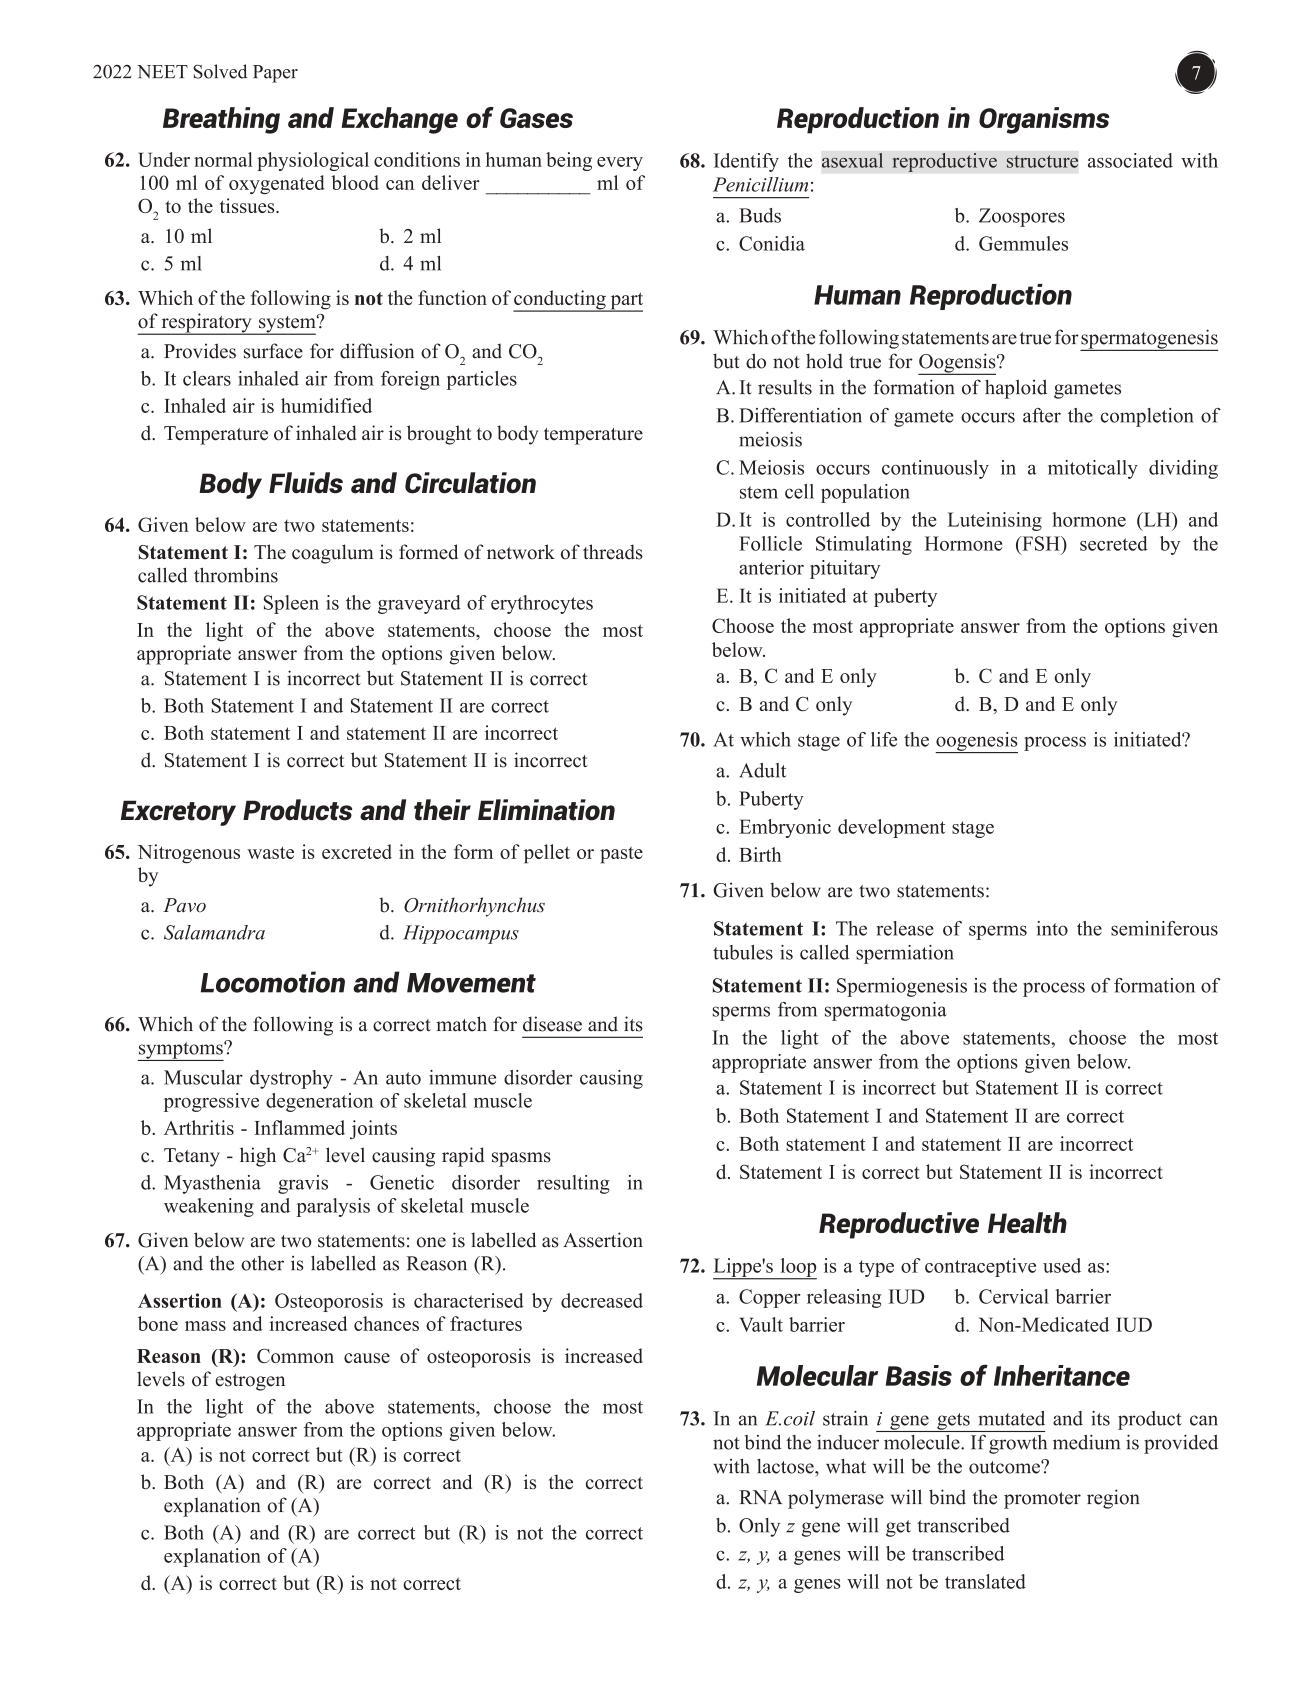 2022 NEET Solved Paper
7
Breathing and Exchange of Gases
62. Under normal physiological conditions in human being every
100 ml of oxygenated blood can deliver __________ ml of
O2 to the tissues.
a. 10 ml b. 2 ml
c. 5 ml d. 4 ml
63. Which of the following is not the function of conducting part
of respiratory system?
a. Provides surface for diffusion of O2 and CO2
b. It clears inhaled air from foreign particles
c. Inhaled air is humidified
d. Temperature of inhaled air is brought to body temperature
Body Fluids and Circulation
64. Given below are two statements:
Statement I: The coagulum is formed of network of threads
called thrombins
Statement II: Spleen is the graveyard of erythrocytes
In the light of the above statements, choose the most
appropriate answer from the options given below.
a. Statement I is incorrect but Statement II is correct
b. Both Statement I and Statement II are correct
c. Both statement I and statement II are incorrect
d. Statement I is correct but Statement II is incorrect
Excretory Products and their Elimination
65. Nitrogenous waste is excreted in the form of pellet or paste
by
a. Pavo b. Ornithorhynchus
c. Salamandra d. Hippocampus
Locomotion and Movement
66. Which of the following is a correct match for disease and its
symptoms?
a. Muscular dystrophy - An auto immune disorder causing
progressive degeneration of skeletal muscle
b. Arthritis - Inflammed joints
c. Tetany - high Ca2+ level causing rapid spasms
d. Myasthenia gravis - Genetic disorder resulting in
weakening and paralysis of skeletal muscle
67. Given below are two statements: one is labelled as Assertion
(A) and the other is labelled as Reason (R).
Assertion (A): Osteoporosis is characterised by decreased
bone mass and increased chances of fractures
Reason (R): Common cause of osteoporosis is increased
levels of estrogen
In the light of the above statements, choose the most
appropriate answer from the options given below.
a. (A) is not correct but (R) is correct
b. Both (A) and (R) are correct and (R) is the correct
explanation of (A)
c. Both (A) and (R) are correct but (R) is not the correct
explanation of (A)
d. (A) is correct but (R) is not correct
Reproduction in Organisms
68. Identify the asexual reproductive structure associated with
Penicillium:
a. Buds b. Zoospores
c. Conidia d. Gemmules
Human Reproduction
69. Which of the following statements are true for spermatogenesis
but do not hold true for Oogensis?
A. It results in the formation of haploid gametes
B. Differentiation of gamete occurs after the completion of
meiosis
C. Meiosis occurs continuously in a mitotically dividing
stem cell population
D. It is controlled by the Luteinising hormone (LH) and
Follicle Stimulating Hormone (FSH) secreted by the
anterior pituitary
E. It is initiated at puberty
Choose the most appropriate answer from the options given
below.
a. B, C and E only b. C and E only
c. B and C only d. B, D and E only
70. At which stage of life the oogenesis process is initiated?
a. Adult
b. Puberty
c. Embryonic development stage
d. Birth
71. Given below are two statements:
Statement I: The release of sperms into the seminiferous
tubules is called spermiation
Statement II: Spermiogenesis is the process of formation of
sperms from spermatogonia
In the light of the above statements, choose the most
appropriate answer from the options given below.
a. Statement I is incorrect but Statement II is correct
b. Both Statement I and Statement II are correct
c. Both statement I and statement II are incorrect
d. Statement I is correct but Statement II is incorrect
Reproductive Health
72. Lippe's loop is a type of contraceptive used as:
a. Copper releasing IUD b. Cervical barrier
c. Vault barrier d. Non-Medicated IUD
Molecular Basis of Inheritance
73. In an E.coil strain i gene gets mutated and its product can
not bind the inducer molecule. If growth medium is provided
with lactose, what will be the outcome?
a. RNA polymerase will bind the promoter region
b. Only z gene will get transcribed
c. z, y, a genes will be transcribed
d. z, y, a genes will not be translated